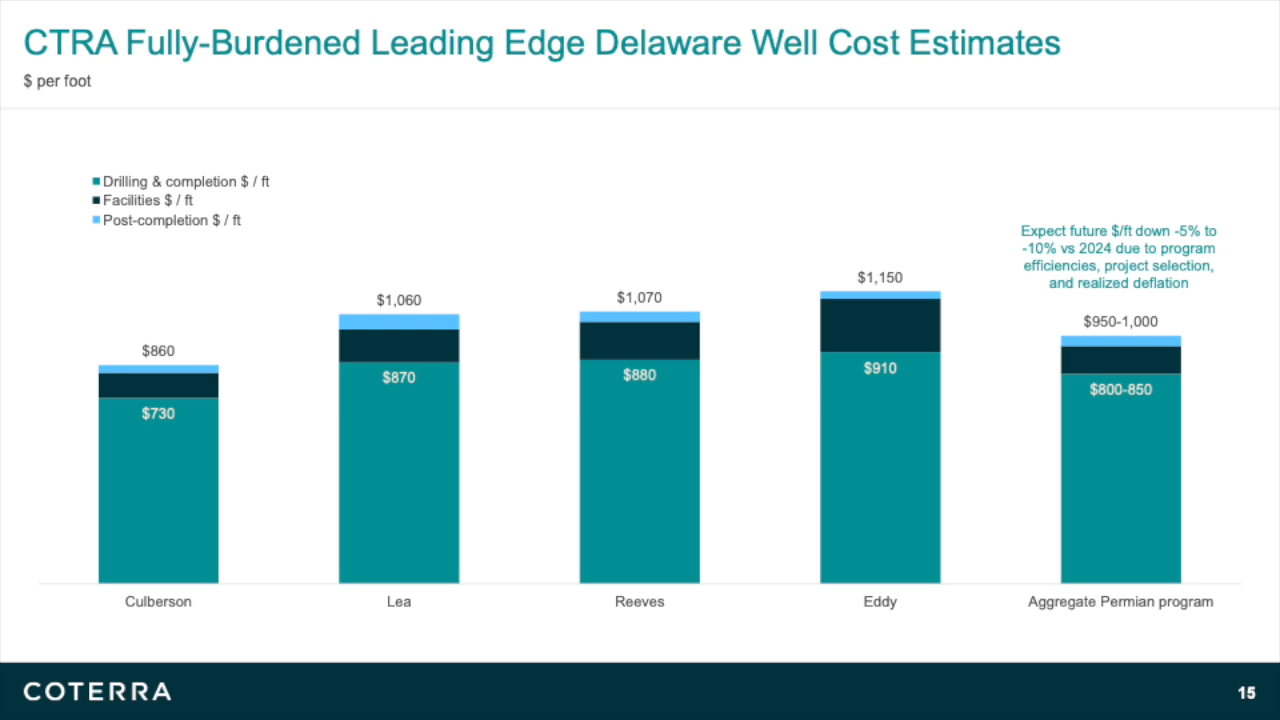 CTRA Fully-Burdened Leading Edge Delaware Well Cost Estimates
$ per foot
Drilling & completion $ / ft
Facilities $ / ft
Post-completion $ / ft
Expect future $/ft down -5% to
-10% vs 2024 due to program
efficiencies, project selection,
and realized deflation
$860
$1,060
$1,070
$1,150
$950-1,000
$730
$870
$880
$910
$800-850
Culberson
Lea
Reeves
Eddy
Aggregate Permian program
COTERRA
15